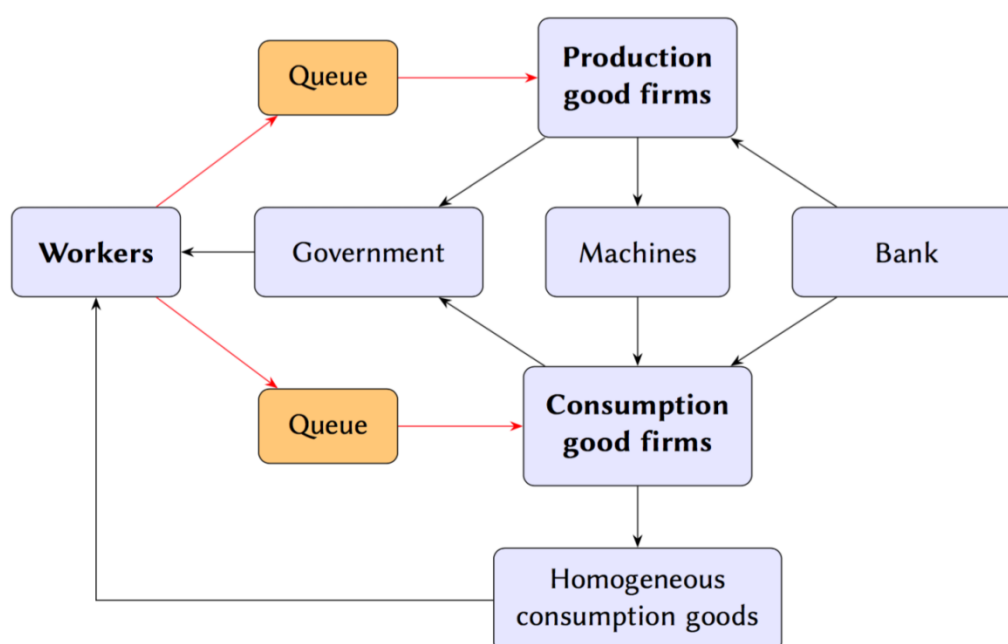 Queue
Production
good firms
Workers
Government
Machines
Bank
Queue
Consumption
good firms
Homogeneous
consumption goods